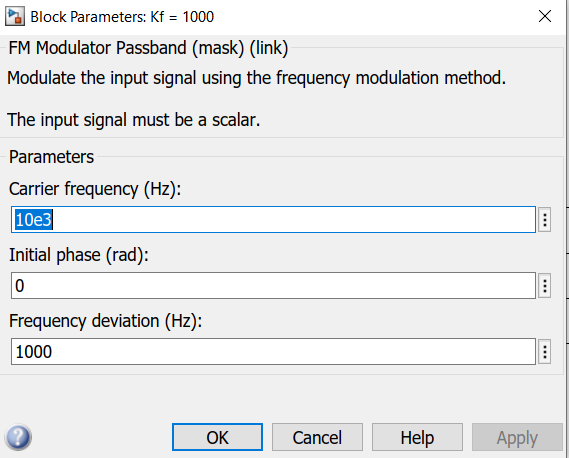 Block Parameters: Kf = 1000
FM Modulator Passband (mask) (link)
Modulate the input signal using the frequency modulation method.
The input signal must be a scalar.
Parameters
Carrier frequency (Hz):
10e3
Initial phase (rad):
0
Frequency deviation (Hz):
1000
? OK Cancel Help Apply